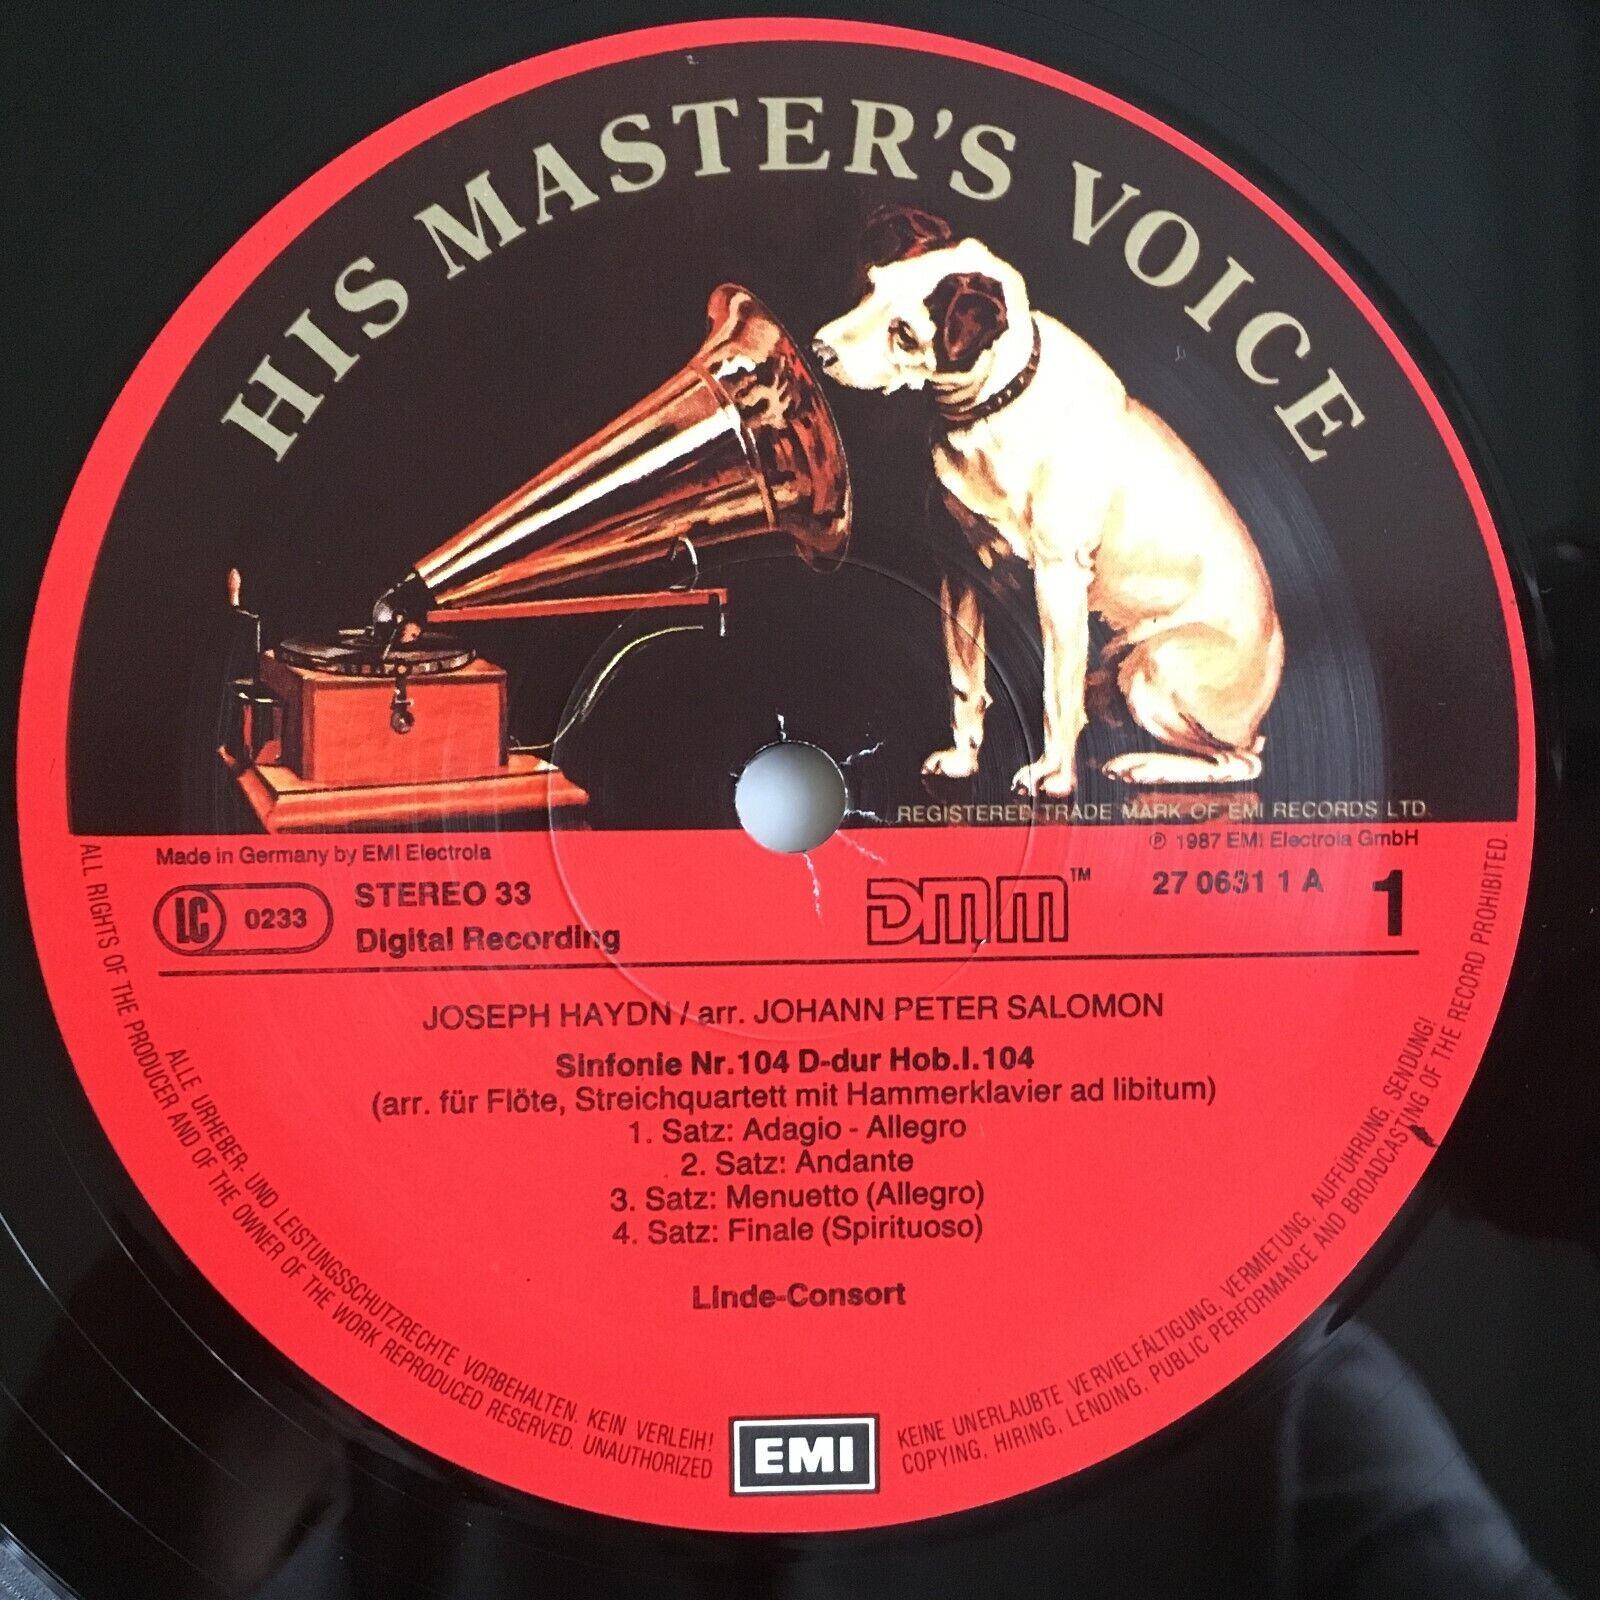 HIS MASTER'S VOICE
REGISTERED TRADE MARK OF EMI RECORDS LTD.
Made in Germany by EMI Electrola
℗ 1987 EMI Electrola GmbH
LC 0233
STEREO 33
Digital Recording
DMM™
27 0631 1 A
1
JOSEPH HAYDN / arr. JOHANN PETER SALOMON
Sinfonie Nr.104 D-dur Hob.I.104
(arr. für Flöte, Streichquartett mit Hammerklavier ad libitum)
1. Satz: Adagio - Allegro
2. Satz: Andante
3. Satz: Menuetto (Allegro)
4. Satz: Finale (Spirituoso)
Linde-Consort
EMI
ALLE URHEBER- UND LEISTUNGSSCHUTZRECHTE VORBEHALTEN. KEIN VERLEIH! KEINE UNERLAUBTE VERVIELFÄLTIGUNG, VERMIETUNG, AUFFÜHRUNG, SENDUNG!
ALL RIGHTS OF THE PRODUCER AND OF THE OWNER OF THE WORK REPRODUCED RESERVED. UNAUTHORIZED COPYING, HIRING, LENDING, PUBLIC PERFORMANCE AND BROADCASTING OF THE RECORD PROHIBITED.